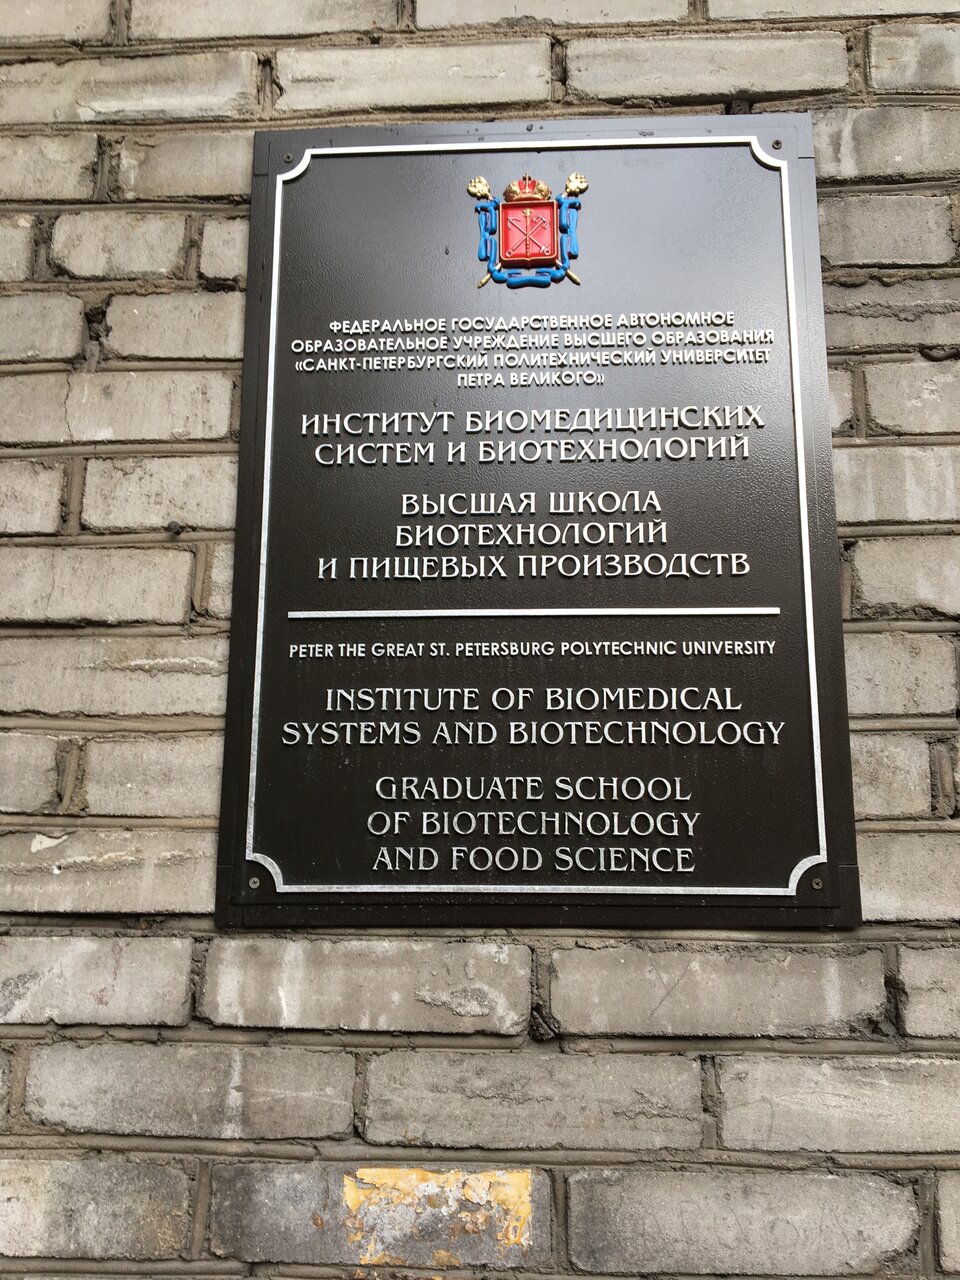 ФЕДЕРАЛЬНОЕ ГОСУДАРСТВЕННОЕ АВТОНОМНОЕ
ОБРАЗОВАТЕЛЬНОЕ УЧРЕЖДЕНИЕ ВЫСШЕГО ОБРАЗОВАНИЯ
«САНКТ-ПЕТЕРБУРГСКИЙ ПОЛИТЕХНИЧЕСКИЙ УНИВЕРСИТЕТ
ПЕТРА ВЕЛИКОГО»
ИНСТИТУТ БИОМЕДИЦИНСКИХ
СИСТЕМ И БИОТЕХНОЛОГИЙ
ВЫСШАЯ ШКОЛА
БИОТЕХНОЛОГИЙ
И ПИЩЕВЫХ ПРОИЗВОДСТВ
PETER THE GREAT ST. PETERSBURG POLYTECHNIC UNIVERSITY
INSTITUTE OF BIOMEDICAL
SYSTEMS AND BIOTECHNOLOGY
GRADUATE SCHOOL
OF BIOTECHNOLOGY
AND FOOD SCIENCE